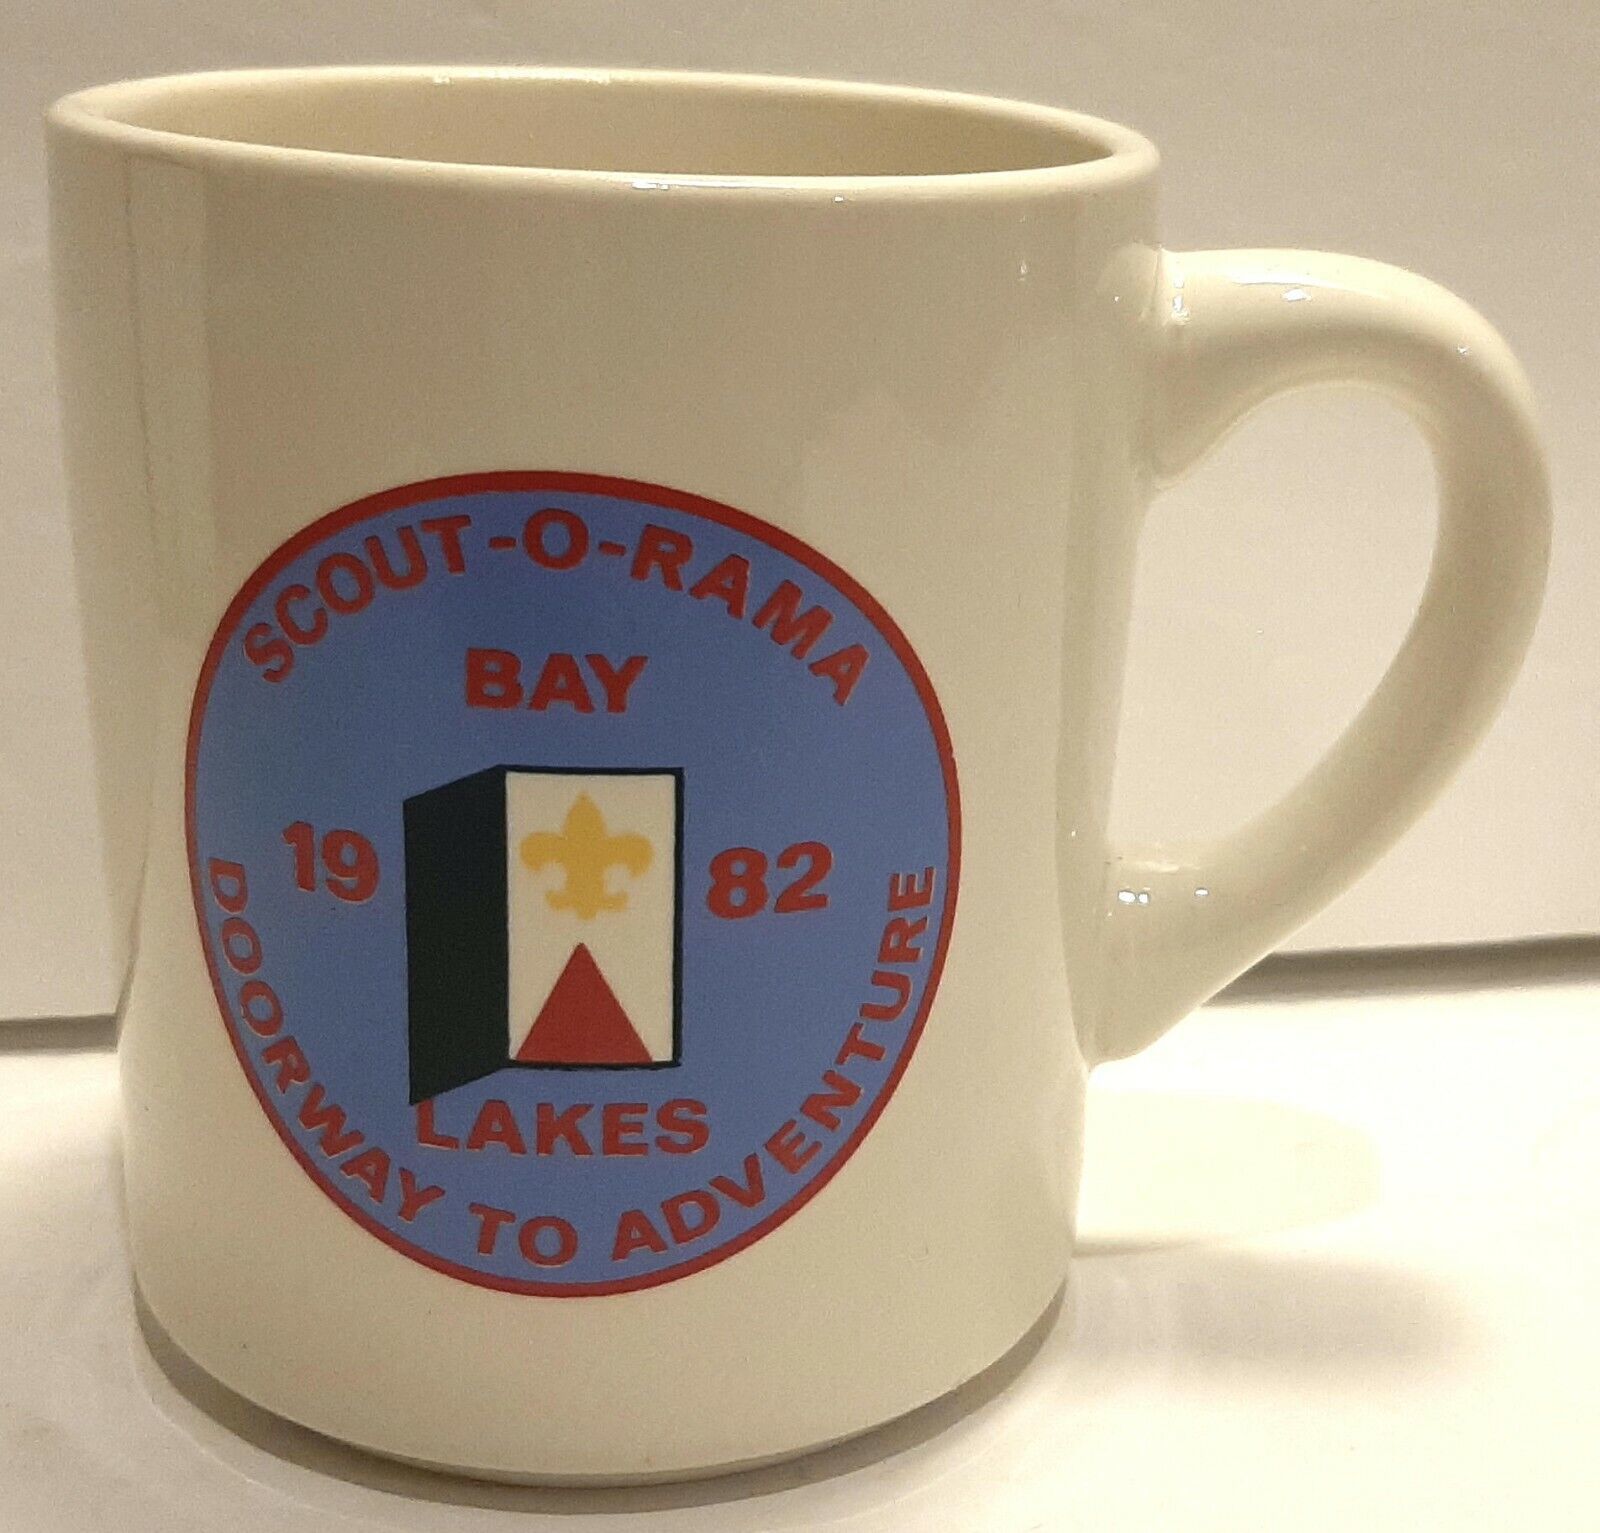 SCOUT-O-RAMA
BAY
19 82
LAKES
DOORWAY TO ADVENTURE